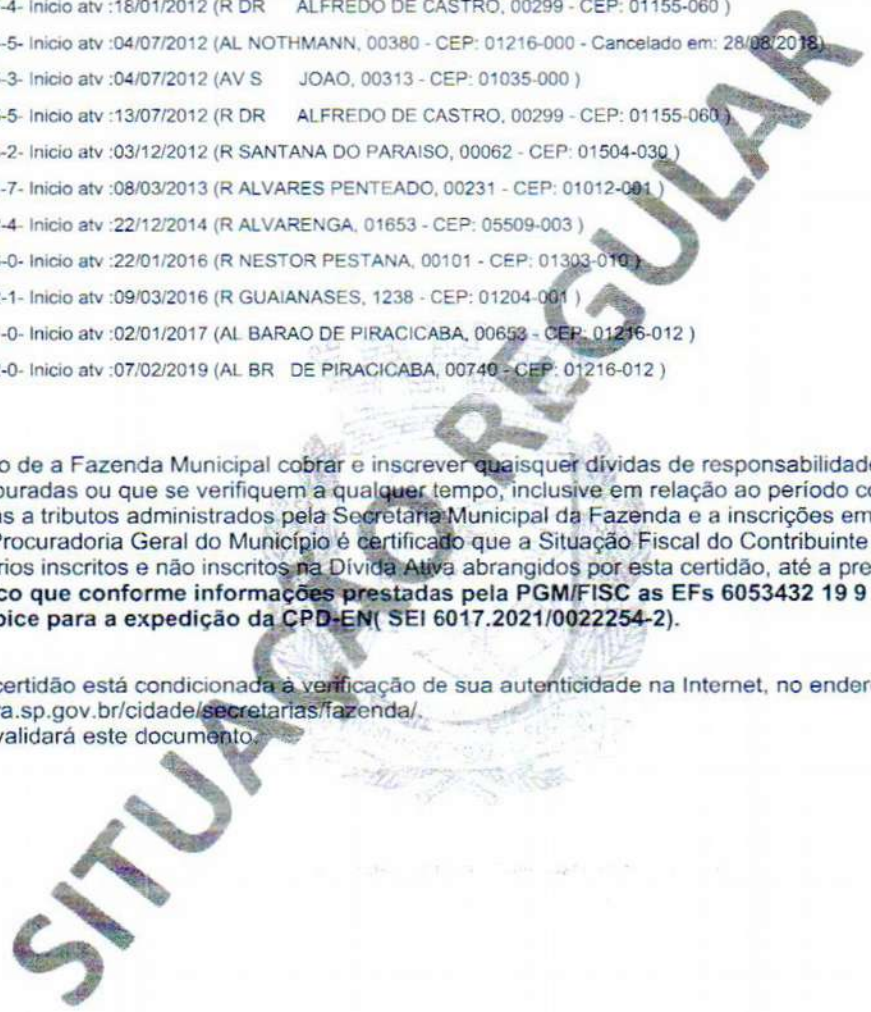 -4- Inicio atv :18/01/2012 (R DR ALFREDO DE CASTRO, 00299 - CEP: 01155-060 )
-5- Inicio atv :04/07/2012 (AL NOTHMANN, 00380 - CEP: 01216-000 - Cancelado em: 28/08/2018)
-3- Inicio atv :04/07/2012 (AV S JOAO, 00313 - CEP: 01035-000 )
-5- Inicio atv :13/07/2012 (R DR ALFREDO DE CASTRO, 00299 - CEP: 01155-060 )
-2- Inicio atv :03/12/2012 (R SANTANA DO PARAISO, 00062 - CEP: 01504-030 )
-7- Inicio atv :08/03/2013 (R ALVARES PENTEADO, 00231 - CEP: 01012-001 )
-4- Inicio atv :22/12/2014 (R ALVARENGA, 01653 - CEP: 05509-003 )
-0- Inicio atv :22/01/2016 (R NESTOR PESTANA, 00101 - CEP: 01303-010 )
-1- Inicio atv :09/03/2016 (R GUAIANASES, 1238 - CEP: 01204-001 )
-0- Inicio atv :02/01/2017 (AL BARAO DE PIRACICABA, 00653 - CEP: 01216-012 )
-0- Inicio atv :07/02/2019 (AL BR DE PIRACICABA, 00740 - CEP: 01216-012 )
o de a Fazenda Municipal cobrar e inscrever quaisquer dívidas de responsabilidade
ouradas ou que se verifiquem a qualquer tempo, inclusive em relação ao período co
as a tributos administrados pela Secretaria Municipal da Fazenda e a inscrições em
Procuradoria Geral do Município é certificado que a Situação Fiscal do Contribuinte
rios inscritos e não inscritos na Dívida Ativa abrangidos por esta certidão, até a pre
co que conforme informações prestadas pela PGM/FISC as EFs 6053432 19 9
bice para a expedição da CPD-EN( SEI 6017.2021/0022254-2).
certidão está condicionada à verificação de sua autenticidade na Internet, no ender
ra.sp.gov.br/cidade/secretarias/fazenda/.
validará este documento.
SITUAÇÃO REGULAR